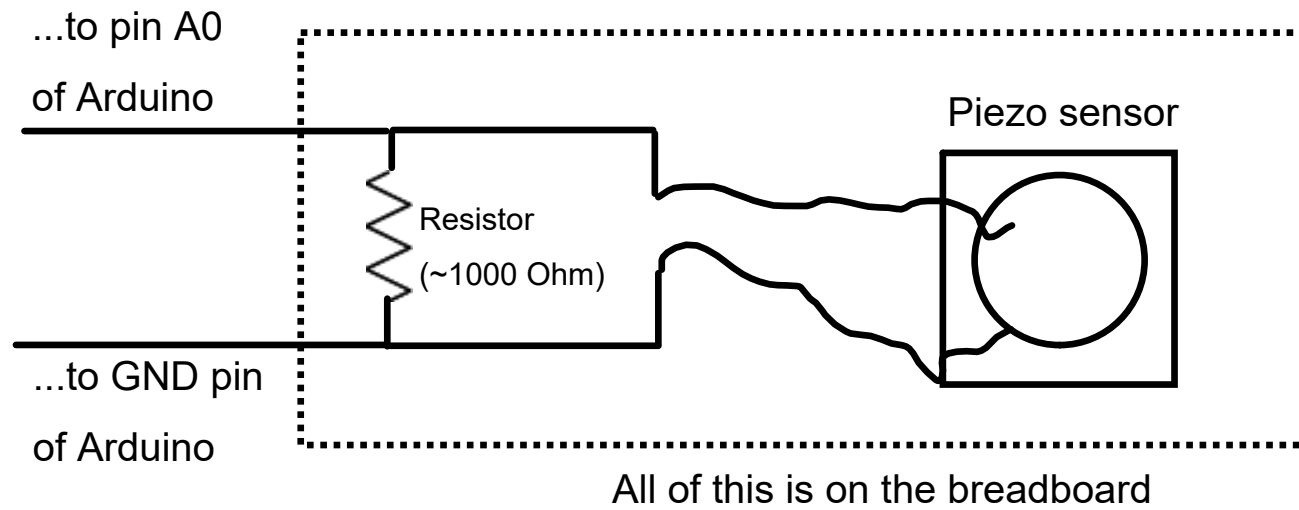 ...to pin A0
of Arduino
Piezo sensor
Resistor
(~1000 Ohm)
...to GND pin
of Arduino
All of this is on the breadboard